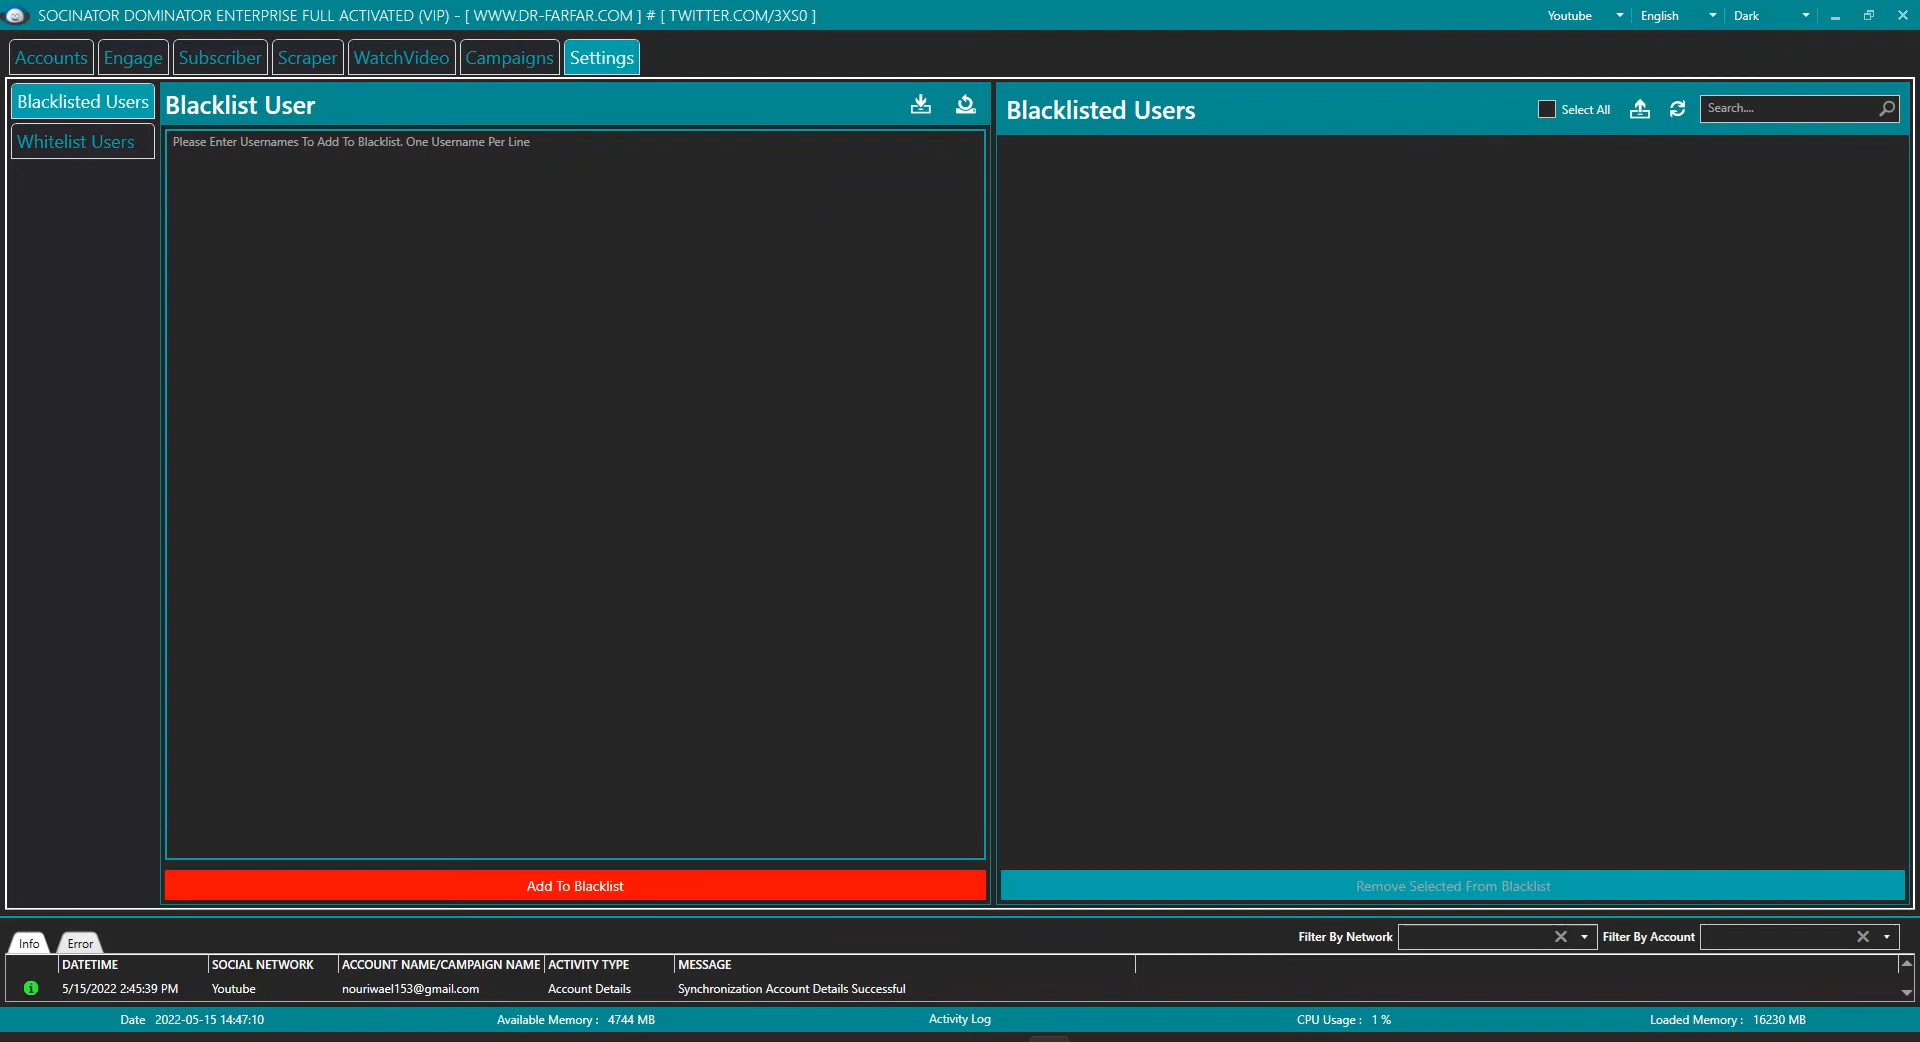 SOCINATOR DOMINATOR ENTERPRISE FULL ACTIVATED (VIP) - [ WWW.DR-FARFAR.COM ] # [ TWITTER.COM/3XS0 ]
Youtube English Dark
Accounts Engage Subscriber Scraper WatchVideo Campaigns Settings
Blacklisted Users
Whitelist Users
Blacklist User
Please Enter Usernames To Add To Blacklist. One Username Per Line
Add To Blacklist
Blacklisted Users
Select All
Search....
Remove Selected From Blacklist
Info Error
Filter By Network Filter By Account
DATETIME SOCIAL NETWORK ACCOUNT NAME/CAMPAIGN NAME ACTIVITY TYPE MESSAGE
5/15/2022 2:45:39 PM Youtube nouriwael153@gmail.com Account Details Synchronization Account Details Successful
Date 2022-05-15 14:47:10 Available Memory : 4744 MB Activity Log CPU Usage : 1 % Loaded Memory : 16230 MB